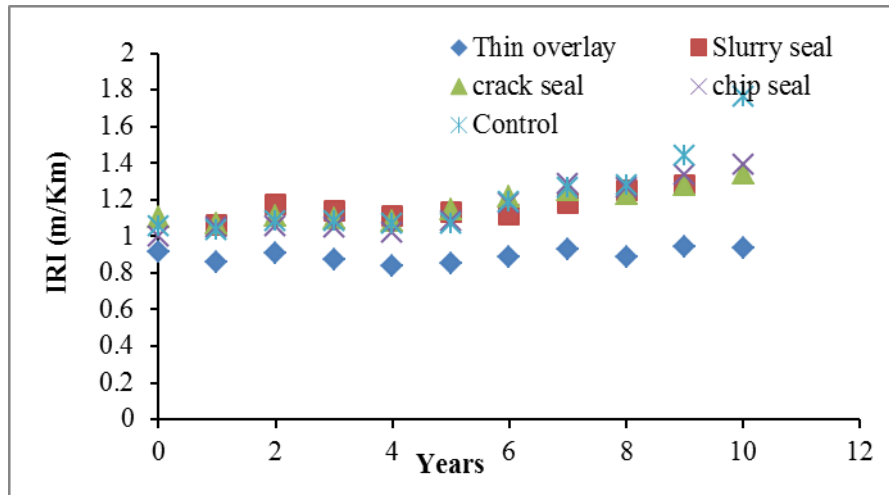 Thin overlay Slurry seal
crack seal chip seal
Control
2
1.8
1.6
1.4
1.2
1
0.8
0.6
0.4
0.2
0
IRI (m/Km)
0 2 4 6 8 10 12
Years